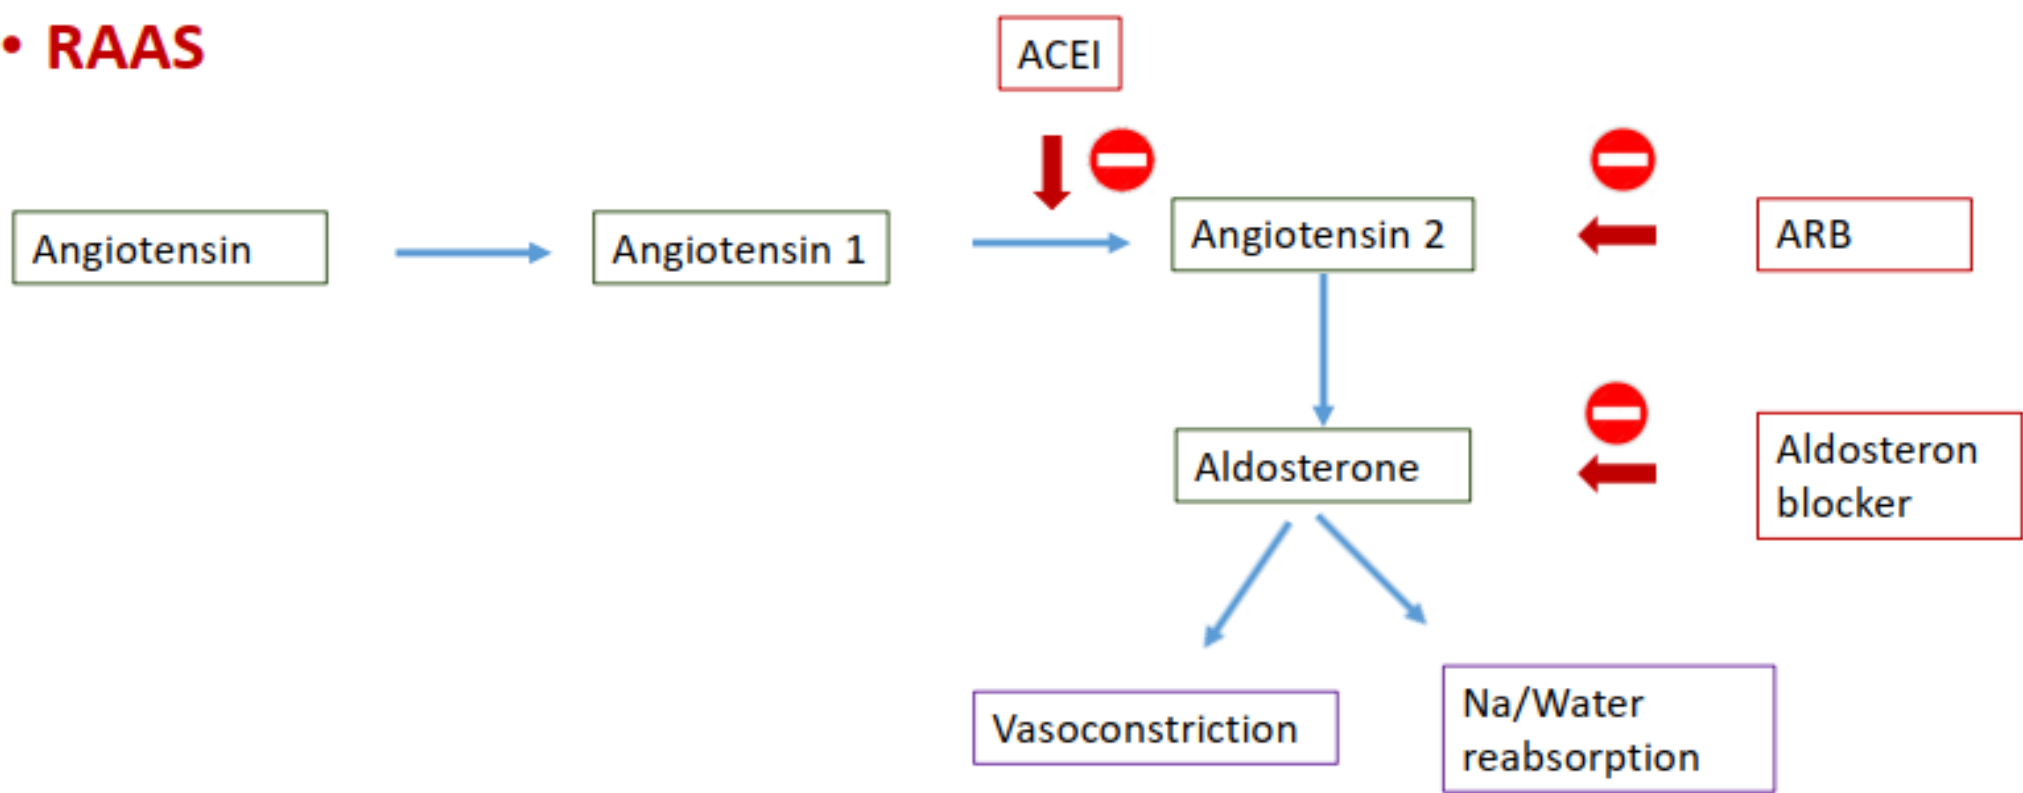 • RAAS
ACEI
Angiotensin
Angiotensin 1
Angiotensin 2
ARB
Aldosterone
Aldosteron
blocker
Vasoconstriction
Na/Water
reabsorption